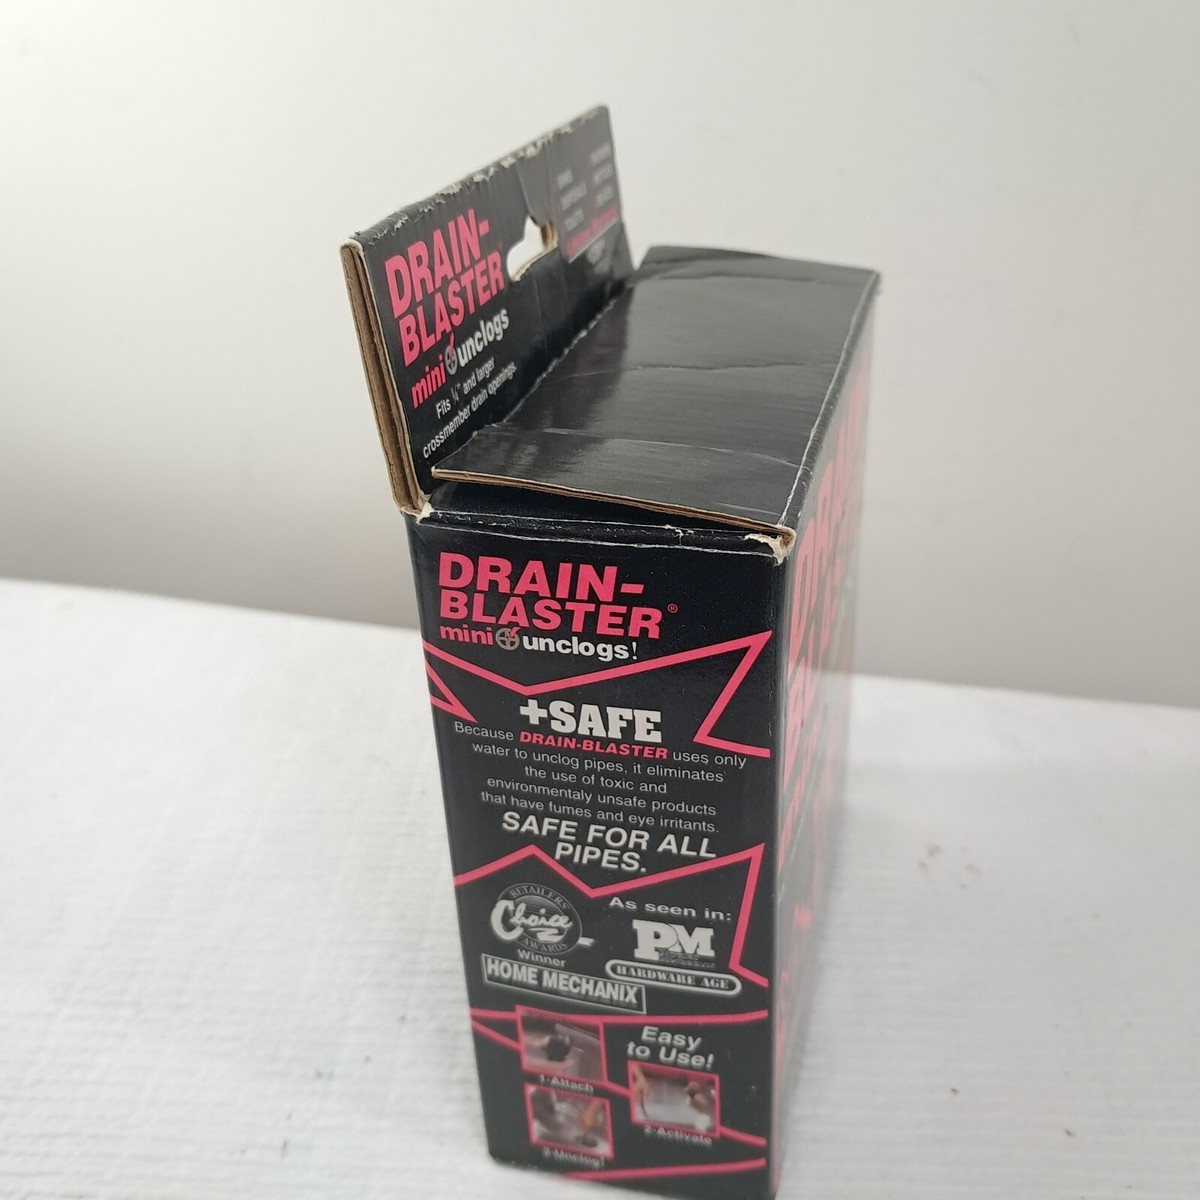 DRAIN-
BLASTER
mini unclogs
Fits ¼" and larger
crossmember drain openings.
DRAIN-
BLASTER®
mini unclogs!
+SAFE
Because DRAIN-BLASTER uses only
water to unclog pipes, it eliminates
the use of toxic and
environmentaly unsafe products
that have fumes and eye irritants.
SAFE FOR ALL
PIPES.
RETAILERS'
Choice
AWARDS
Winner
HOME MECHANIX
As seen in:
PM
HARDWARE AGE
Easy
to Use!
1-Attach
2-Activate
3-Unclog!